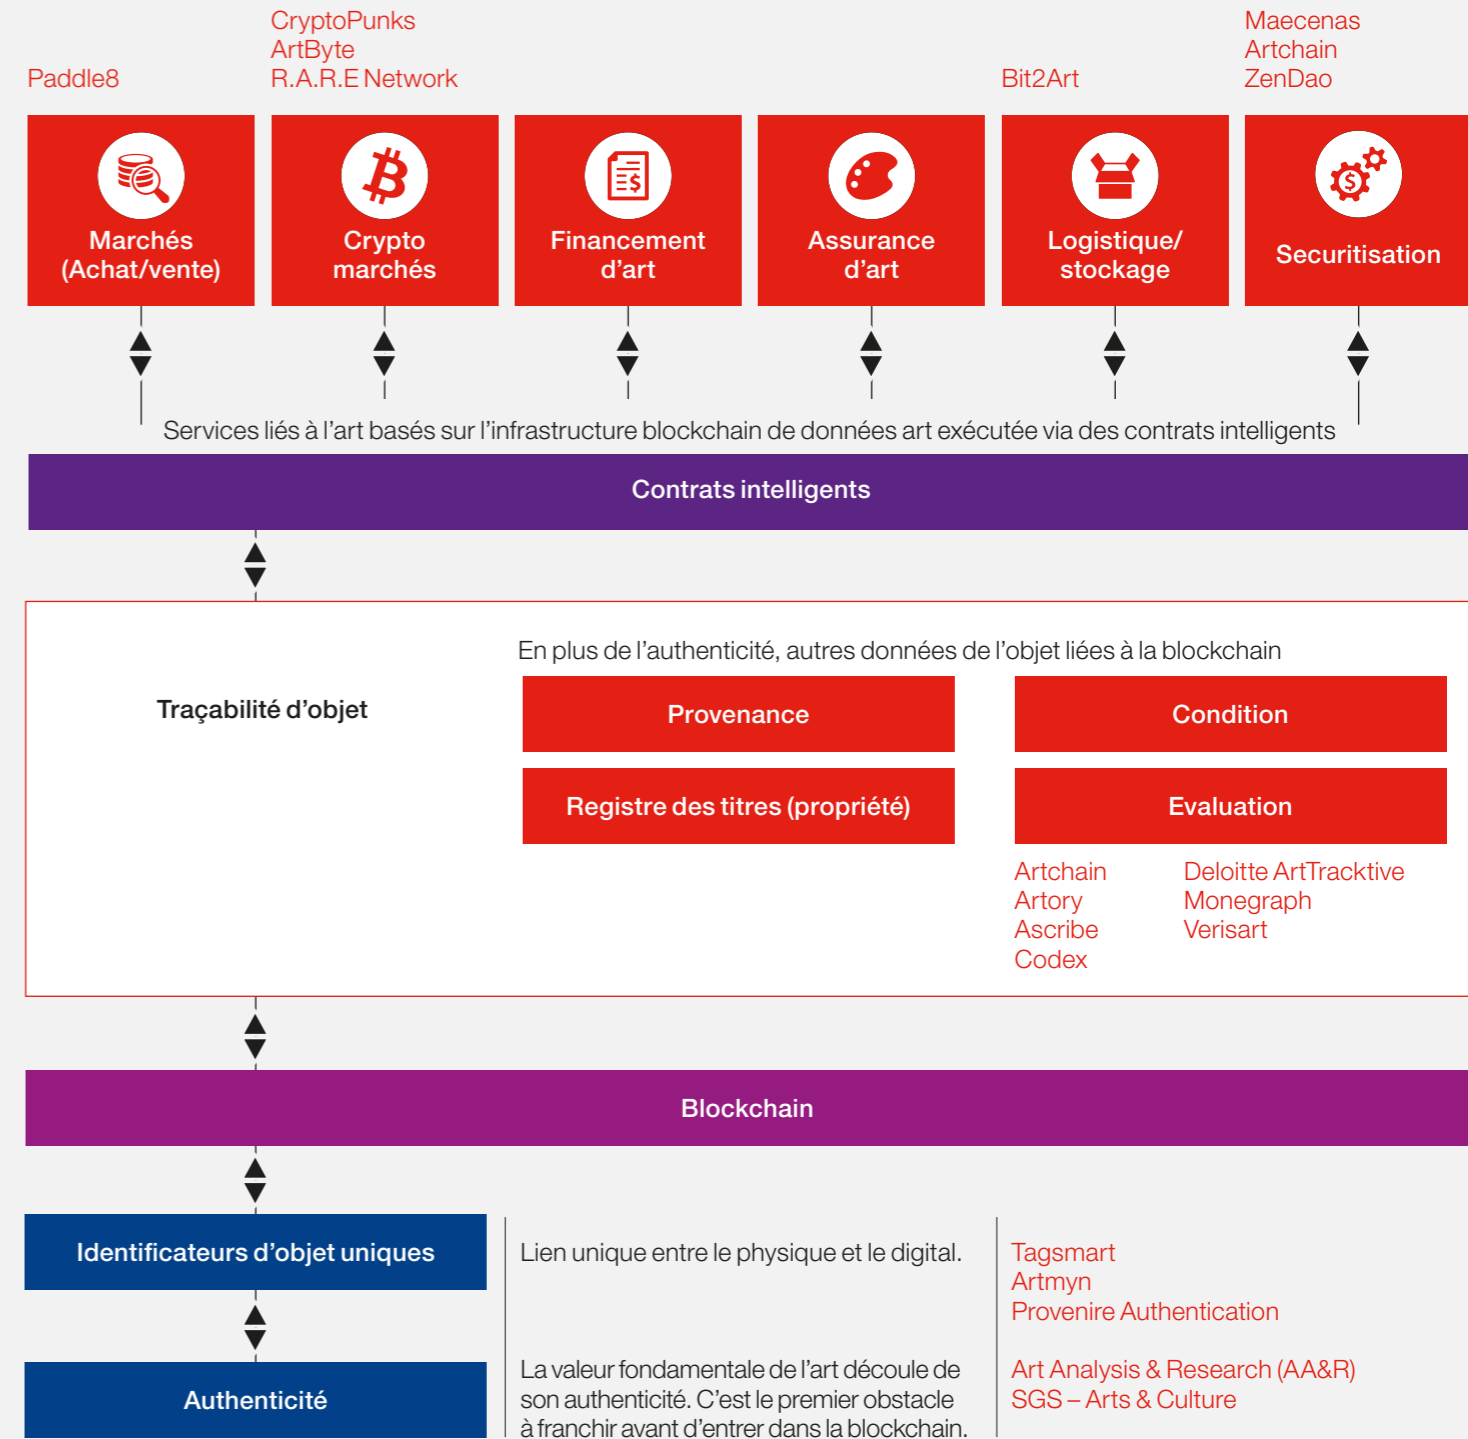 Paddle8
CryptoPunks
ArtByte
R.A.R.E Network
Bit2Art
Maecenas
Artchain
ZenDao
Marchés
(Achat/vente)
Crypto
marchés
Financement
d'art
Assurance
d'art
Logistique/
stockage
Securitisation
Services liés à l'art basés sur l'infrastructure blockchain de données art exécutée via des contrats intelligents
Contrats intelligents
Traçabilité d'objet
En plus de l'authenticité, autres données de l'objet liées à la blockchain
Provenance
Condition
Registre des titres (propriété)
Evaluation
Artchain
Artory
Ascribe
Codex
Deloitte ArtTracktive
Monegraph
Verisart
Blockchain
Identificateurs d'objet uniques
Lien unique entre le physique et le digital.
Tagsmart
Artmyn
Provenire Authentication
Authenticité
La valeur fondamentale de l'art découle de
son authenticité. C'est le premier obstacle
à franchir avant d'entrer dans la blockchain.
Art Analysis & Research (AA&R)
SGS – Arts & Culture